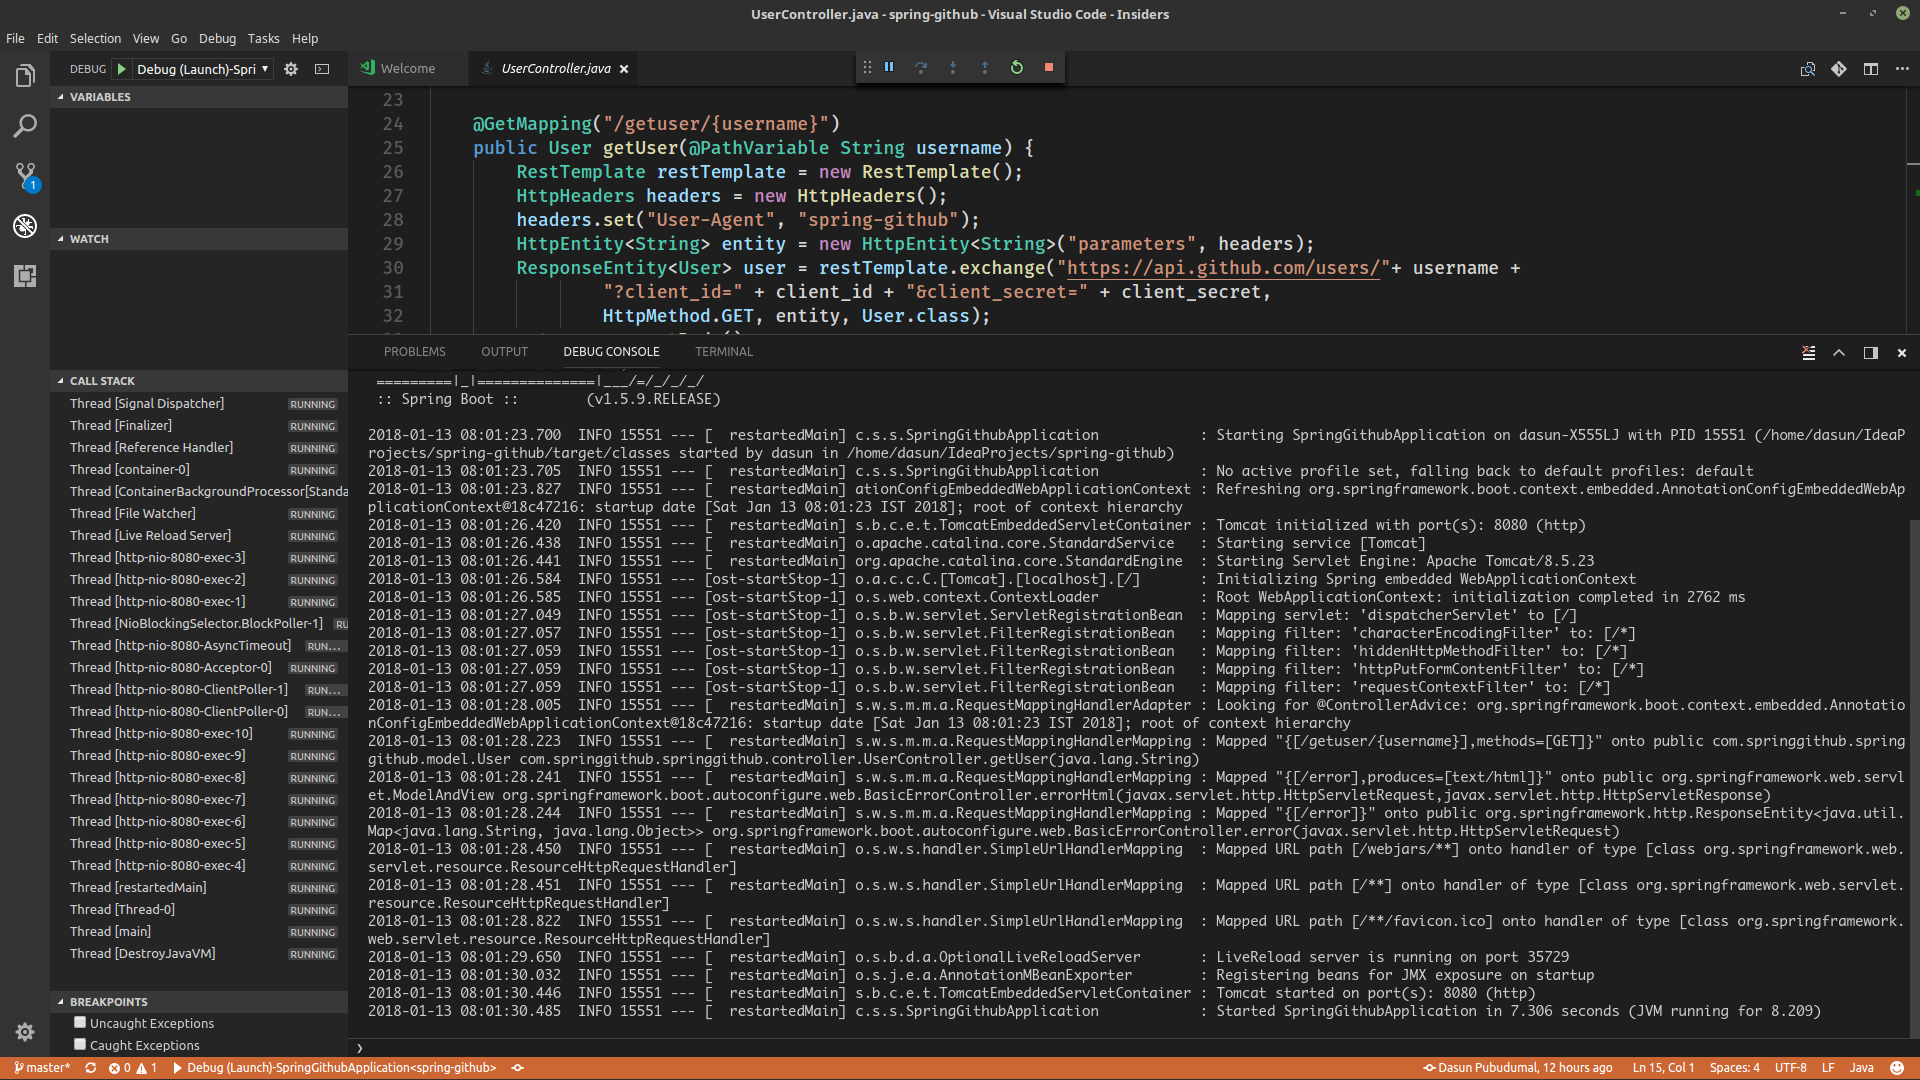 UserController.java - spring-github - Visual Studio Code - Insiders
File Edit Selection View Go Debug Tasks Help
DEBUG Debug (Launch)-Spri
Welcome UserController.java
VARIABLES
WATCH
CALL STACK
Thread [Signal Dispatcher] RUNNING
Thread [Finalizer] RUNNING
Thread [Reference Handler] RUNNING
Thread [container-0] RUNNING
Thread [ContainerBackgroundProcessor[Standa
Thread [File Watcher] RUNNING
Thread [Live Reload Server] RUNNING
Thread [http-nio-8080-exec-3] RUNNING
Thread [http-nio-8080-exec-2] RUNNING
Thread [http-nio-8080-exec-1] RUNNING
Thread [NioBlockingSelector.BlockPoller-1] RU
Thread [http-nio-8080-AsyncTimeout] RUN...
Thread [http-nio-8080-Acceptor-0] RUNNING
Thread [http-nio-8080-ClientPoller-1] RUN...
Thread [http-nio-8080-ClientPoller-0] RUN...
Thread [http-nio-8080-exec-10] RUNNING
Thread [http-nio-8080-exec-9] RUNNING
Thread [http-nio-8080-exec-8] RUNNING
Thread [http-nio-8080-exec-7] RUNNING
Thread [http-nio-8080-exec-6] RUNNING
Thread [http-nio-8080-exec-5] RUNNING
Thread [http-nio-8080-exec-4] RUNNING
Thread [restartedMain] RUNNING
Thread [Thread-0] RUNNING
Thread [main] RUNNING
Thread [DestroyJavaVM] RUNNING
BREAKPOINTS
Uncaught Exceptions
Caught Exceptions
1
23
24 @GetMapping("/getuser/{username}")
25 public User getUser(@PathVariable String username) {
26 RestTemplate restTemplate = new RestTemplate();
27 HttpHeaders headers = new HttpHeaders();
28 headers.set("User-Agent", "spring-github");
29 HttpEntity<String> entity = new HttpEntity<String>("parameters", headers);
30 ResponseEntity<User> user = restTemplate.exchange("https://api.github.com/users/"+ username +
31 "?client_id=" + client_id + "&client_secret=" + client_secret,
32 HttpMethod.GET, entity, User.class);
PROBLEMS OUTPUT DEBUG CONSOLE TERMINAL
=========|_|==============|___/=/_/_/_/
:: Spring Boot :: (v1.5.9.RELEASE)
2018-01-13 08:01:23.700 INFO 15551 --- [ restartedMain] c.s.s.SpringGithubApplication : Starting SpringGithubApplication on dasun-X555LJ with PID 15551 (/home/dasun/IdeaP
rojects/spring-github/target/classes started by dasun in /home/dasun/IdeaProjects/spring-github)
2018-01-13 08:01:23.705 INFO 15551 --- [ restartedMain] c.s.s.SpringGithubApplication : No active profile set, falling back to default profiles: default
2018-01-13 08:01:23.827 INFO 15551 --- [ restartedMain] ationConfigEmbeddedWebApplicationContext : Refreshing org.springframework.boot.context.embedded.AnnotationConfigEmbeddedWebAp
plicationContext@18c47216: startup date [Sat Jan 13 08:01:23 IST 2018]; root of context hierarchy
2018-01-13 08:01:26.420 INFO 15551 --- [ restartedMain] s.b.c.e.t.TomcatEmbeddedServletContainer : Tomcat initialized with port(s): 8080 (http)
2018-01-13 08:01:26.438 INFO 15551 --- [ restartedMain] o.apache.catalina.core.StandardService : Starting service [Tomcat]
2018-01-13 08:01:26.441 INFO 15551 --- [ restartedMain] org.apache.catalina.core.StandardEngine : Starting Servlet Engine: Apache Tomcat/8.5.23
2018-01-13 08:01:26.584 INFO 15551 --- [ost-startStop-1] o.a.c.c.C.[Tomcat].[localhost].[/] : Initializing Spring embedded WebApplicationContext
2018-01-13 08:01:26.585 INFO 15551 --- [ost-startStop-1] o.s.web.context.ContextLoader : Root WebApplicationContext: initialization completed in 2762 ms
2018-01-13 08:01:27.049 INFO 15551 --- [ost-startStop-1] o.s.b.w.servlet.ServletRegistrationBean : Mapping servlet: 'dispatcherServlet' to [/]
2018-01-13 08:01:27.057 INFO 15551 --- [ost-startStop-1] o.s.b.w.servlet.FilterRegistrationBean : Mapping filter: 'characterEncodingFilter' to: [/*]
2018-01-13 08:01:27.059 INFO 15551 --- [ost-startStop-1] o.s.b.w.servlet.FilterRegistrationBean : Mapping filter: 'hiddenHttpMethodFilter' to: [/*]
2018-01-13 08:01:27.059 INFO 15551 --- [ost-startStop-1] o.s.b.w.servlet.FilterRegistrationBean : Mapping filter: 'httpPutFormContentFilter' to: [/*]
2018-01-13 08:01:27.059 INFO 15551 --- [ost-startStop-1] o.s.b.w.servlet.FilterRegistrationBean : Mapping filter: 'requestContextFilter' to: [/*]
2018-01-13 08:01:28.005 INFO 15551 --- [ restartedMain] s.w.s.m.m.a.RequestMappingHandlerAdapter : Looking for @ControllerAdvice: org.springframework.boot.context.embedded.Annotatio
nConfigEmbeddedWebApplicationContext@18c47216: startup date [Sat Jan 13 08:01:23 IST 2018]; root of context hierarchy
2018-01-13 08:01:28.223 INFO 15551 --- [ restartedMain] s.w.s.m.m.a.RequestMappingHandlerMapping : Mapped "{[/getuser/{username}],methods=[GET]}" onto public com.springgithub.spring
github.model.User com.springgithub.springgithub.controller.UserController.getUser(java.lang.String)
2018-01-13 08:01:28.241 INFO 15551 --- [ restartedMain] s.w.s.m.m.a.RequestMappingHandlerMapping : Mapped "{[/error],produces=[text/html]}" onto public org.springframework.web.servl
et.ModelAndView org.springframework.boot.autoconfigure.web.BasicErrorController.errorHtml(javax.servlet.http.HttpServletRequest,javax.servlet.http.HttpServletResponse)
2018-01-13 08:01:28.244 INFO 15551 --- [ restartedMain] s.w.s.m.m.a.RequestMappingHandlerMapping : Mapped "{[/error]}" onto public org.springframework.http.ResponseEntity<java.util.
Map<java.lang.String, java.lang.Object>> org.springframework.boot.autoconfigure.web.BasicErrorController.error(javax.servlet.http.HttpServletRequest)
2018-01-13 08:01:28.450 INFO 15551 --- [ restartedMain] o.s.w.s.handler.SimpleUrlHandlerMapping : Mapped URL path [/webjars/**] onto handler of type [class org.springframework.web.
servlet.resource.ResourceHttpRequestHandler]
2018-01-13 08:01:28.451 INFO 15551 --- [ restartedMain] o.s.w.s.handler.SimpleUrlHandlerMapping : Mapped URL path [/**] onto handler of type [class org.springframework.web.servlet.
resource.ResourceHttpRequestHandler]
2018-01-13 08:01:28.822 INFO 15551 --- [ restartedMain] o.s.w.s.handler.SimpleUrlHandlerMapping : Mapped URL path [/**/favicon.ico] onto handler of type [class org.springframework.
web.servlet.resource.ResourceHttpRequestHandler]
2018-01-13 08:01:29.650 INFO 15551 --- [ restartedMain] o.s.b.d.a.OptionalLiveReloadServer : LiveReload server is running on port 35729
2018-01-13 08:01:30.032 INFO 15551 --- [ restartedMain] o.s.j.e.a.AnnotationMBeanExporter : Registering beans for JMX exposure on startup
2018-01-13 08:01:30.446 INFO 15551 --- [ restartedMain] s.b.c.e.t.TomcatEmbeddedServletContainer : Tomcat started on port(s): 8080 (http)
2018-01-13 08:01:30.485 INFO 15551 --- [ restartedMain] c.s.s.SpringGithubApplication : Started SpringGithubApplication in 7.306 seconds (JVM running for 8.209)
master* 0 1 Debug (Launch)-SpringGithubApplication<spring-github> Dasun Pubudumal, 12 hours ago Ln 15, Col 1 Spaces: 4 UTF-8 LF Java